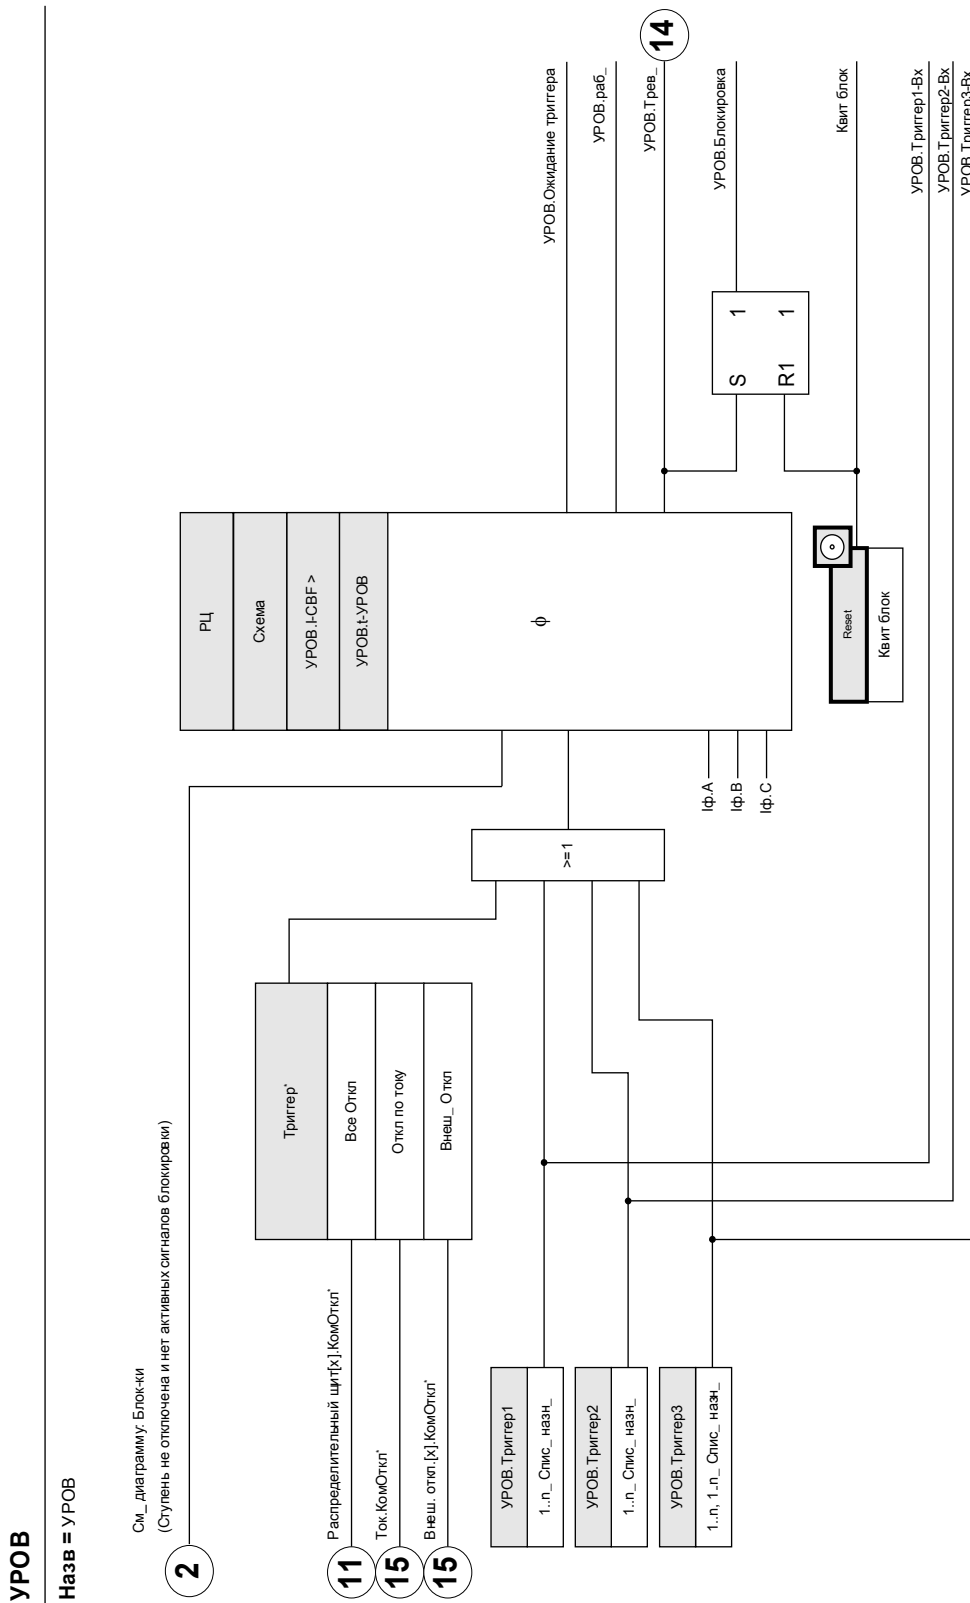 УРОВ
Назв = УРОВ
См_ диаграмму: Блок-ки
(Ступень не отключена и нет активных сигналов блокировки)
2
РЦ
Схема
УРОВ.I-CBF >
УРОВ.t-УРОВ
φ
УРОВ.Ожидание триггера
УРОВ.раб_
УРОВ.Трев_
14
УРОВ.Блокировка
S 1
R1 1
Квит блок
Reset
Квит блок
Триггер*
Все Откл
Откл по току
Внеш_ Откл
11
Распределительный щит[x].КомОткл*
15
Ток.КомОткл*
15
Внеш. откл.[x].КомОткл*
>=1
Iф.A
Iф.B
Iф.C
УРОВ.Триггер1
1..n_ Спис_ назн_
УРОВ.Триггер2
1..n_ Спис_ назн_
УРОВ.Триггер3
1..n, 1..n_ Спис_ назн_
УРОВ.Триггер1-Вх
УРОВ.Триггер2-Вх
УРОВ.Триггер3-Вх